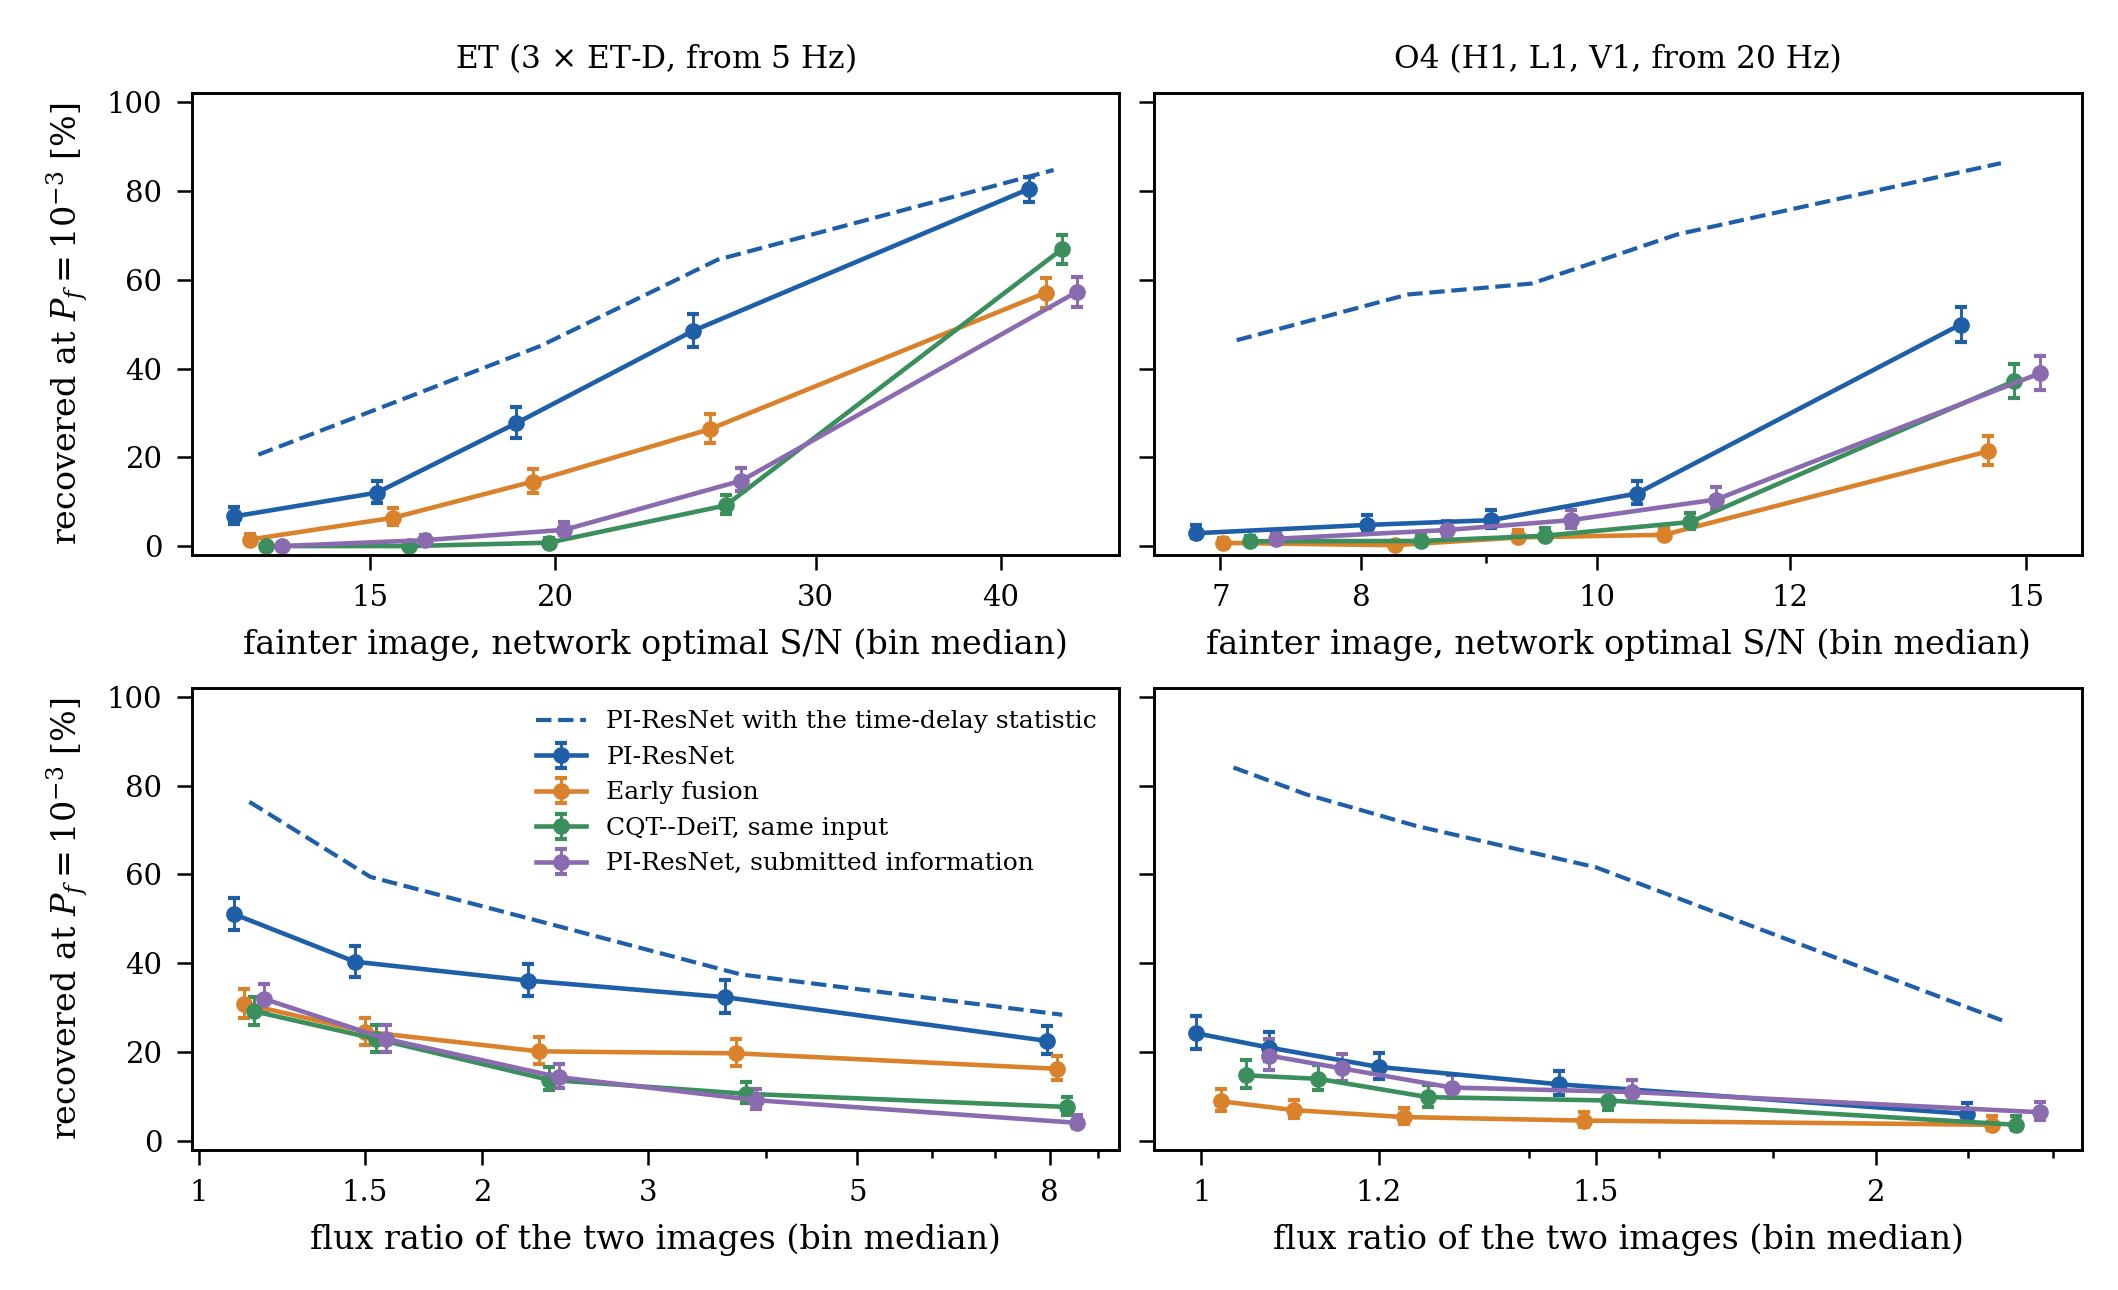 ET (3 × ET-D, from 5 Hz)
O4 (H1, L1, V1, from 20 Hz)
recovered at P_f = 10⁻³ [%]
100
80
60
40
20
0
15
20
30
40
7
8
10
12
15
fainter image, network optimal S/N (bin median)
fainter image, network optimal S/N (bin median)
recovered at P_f = 10⁻³ [%]
100
80
60
40
20
0
PI-ResNet with the time-delay statistic
PI-ResNet
Early fusion
CQT--DeiT, same input
PI-ResNet, submitted information
1
1.5
2
3
5
8
1
1.2
1.5
2
flux ratio of the two images (bin median)
flux ratio of the two images (bin median)